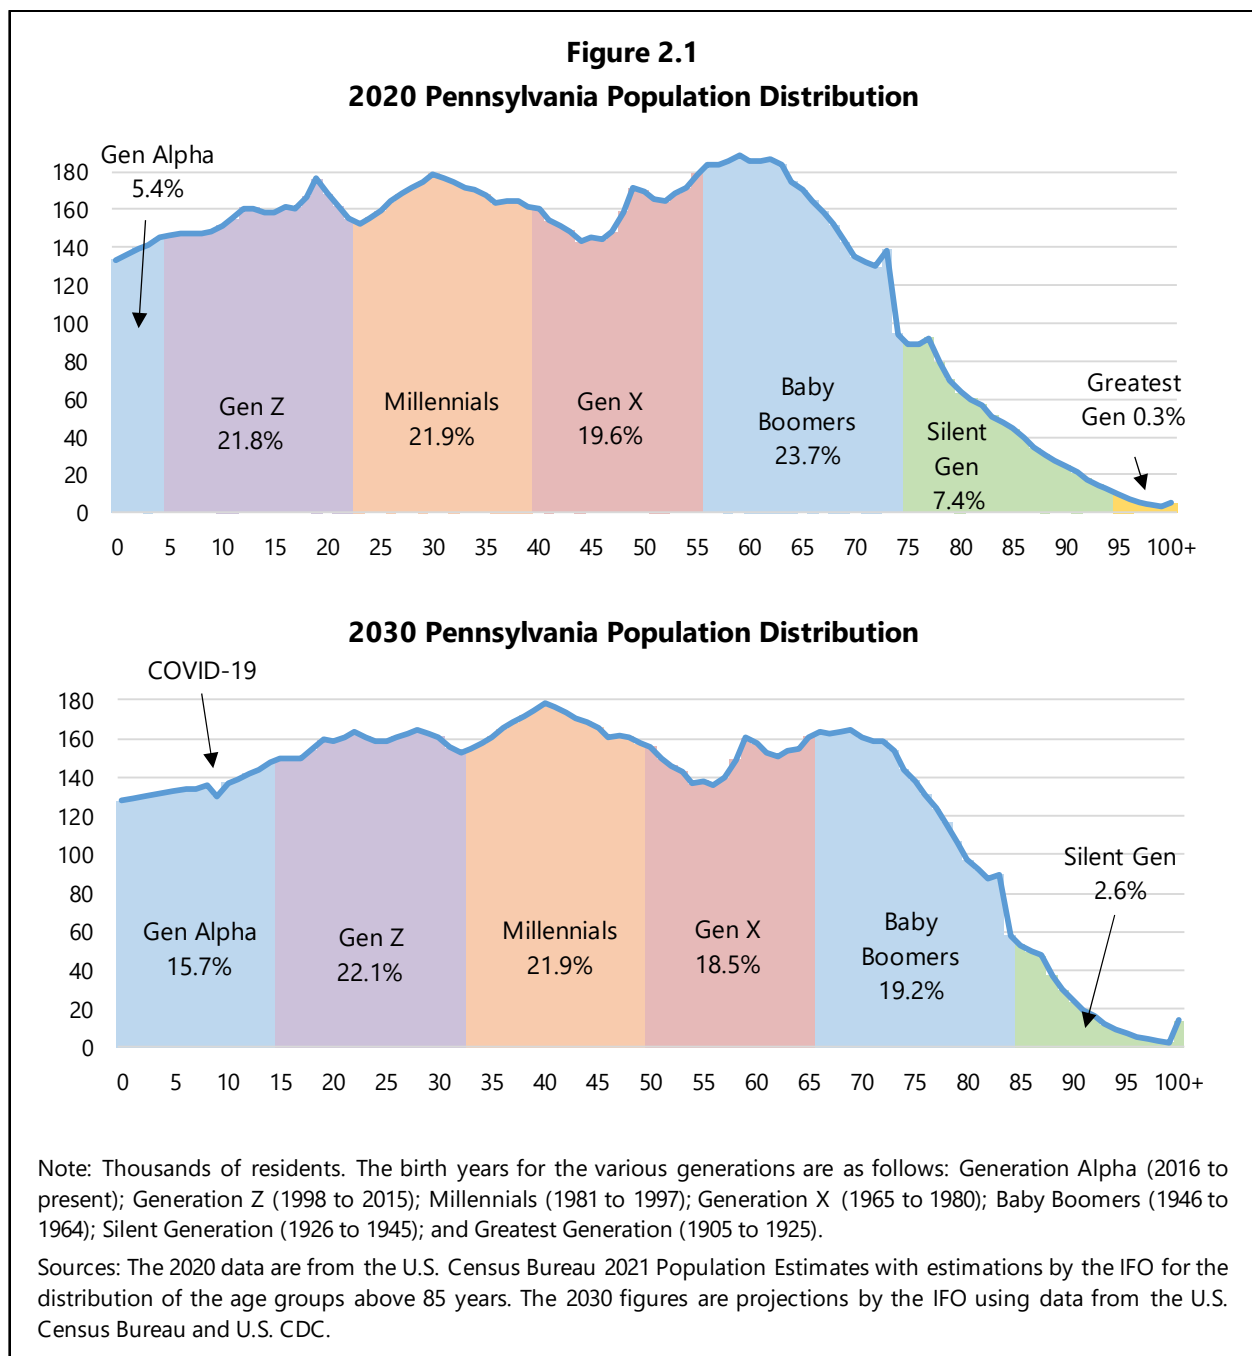 Figure 2.1
2020 Pennsylvania Population Distribution
Gen Alpha
5.4%
180
160
140
120
100
80
60
40
20
0
Gen Z
21.8%
Millennials
21.9%
Gen X
19.6%
Baby
Boomers
23.7%
Silent
Gen
7.4%
Greatest
Gen 0.3%
0 5 10 15 20 25 30 35 40 45 50 55 60 65 70 75 80 85 90 95 100+
2030 Pennsylvania Population Distribution
COVID-19
180
160
140
120
100
80
60
40
20
0
Gen Alpha
15.7%
Gen Z
22.1%
Millennials
21.9%
Gen X
18.5%
Baby
Boomers
19.2%
Silent Gen
2.6%
0 5 10 15 20 25 30 35 40 45 50 55 60 65 70 75 80 85 90 95 100+
Note: Thousands of residents. The birth years for the various generations are as follows: Generation Alpha (2016 to
present); Generation Z (1998 to 2015); Millennials (1981 to 1997); Generation X (1965 to 1980); Baby Boomers (1946 to
1964); Silent Generation (1926 to 1945); and Greatest Generation (1905 to 1925).
Sources: The 2020 data are from the U.S. Census Bureau 2021 Population Estimates with estimations by the IFO for the
distribution of the age groups above 85 years. The 2030 figures are projections by the IFO using data from the U.S.
Census Bureau and U.S. CDC.